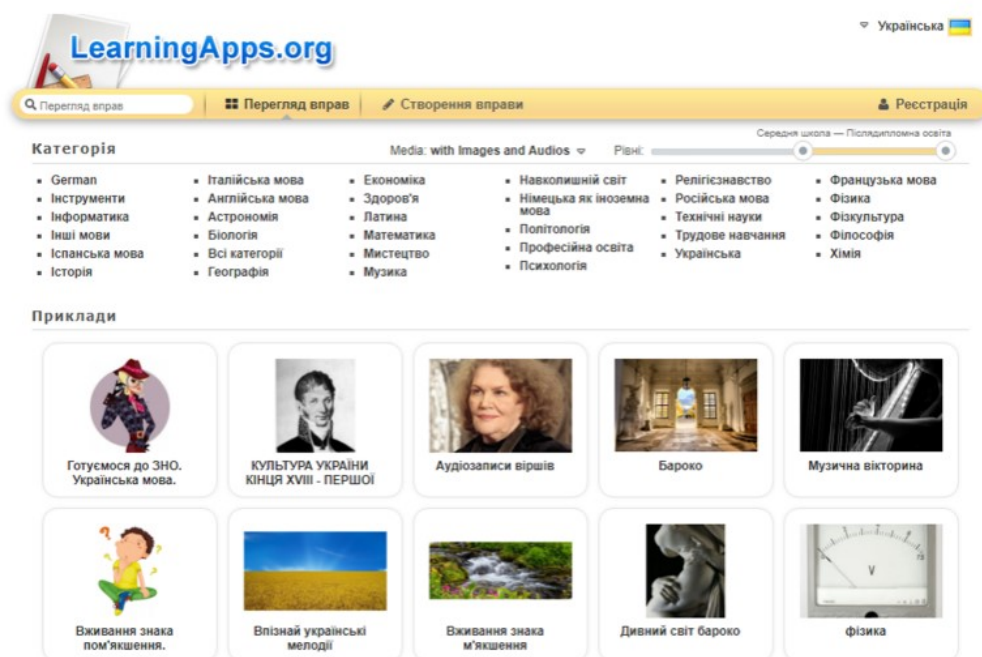 Українська
LearningApps.org
Перегляд вправ
Перегляд вправ
Створення вправи
Реєстрація
Категорія
Media: with Images and Audios
Рівні:
Середня школа — Післядипломна освіта
German
Інструменти
Інформатика
Інші мови
Іспанська мова
Історія
Італійська мова
Англійська мова
Астрономія
Біологія
Всі категорії
Географія
Економіка
Здоров'я
Латина
Математика
Мистецтво
Музика
Навколишній світ
Німецька як іноземна
мова
Політологія
Професійна освіта
Психологія
Релігієзнавство
Російська мова
Технічні науки
Трудове навчання
Українська
Французька мова
Фізика
Фізкультура
Філософія
Хімія
Приклади
Готуємося до ЗНО.
Українська мова.
КУЛЬТУРА УКРАЇНИ
КІНЦЯ XVIII - ПЕРШОЇ
Аудіозаписи віршів
Бароко
Музична вікторина
Вживання знака
пом'якшення.
Впізнай українські
мелодії
Вживання знака
м'якшення
Дивний світ бароко
V
фізика